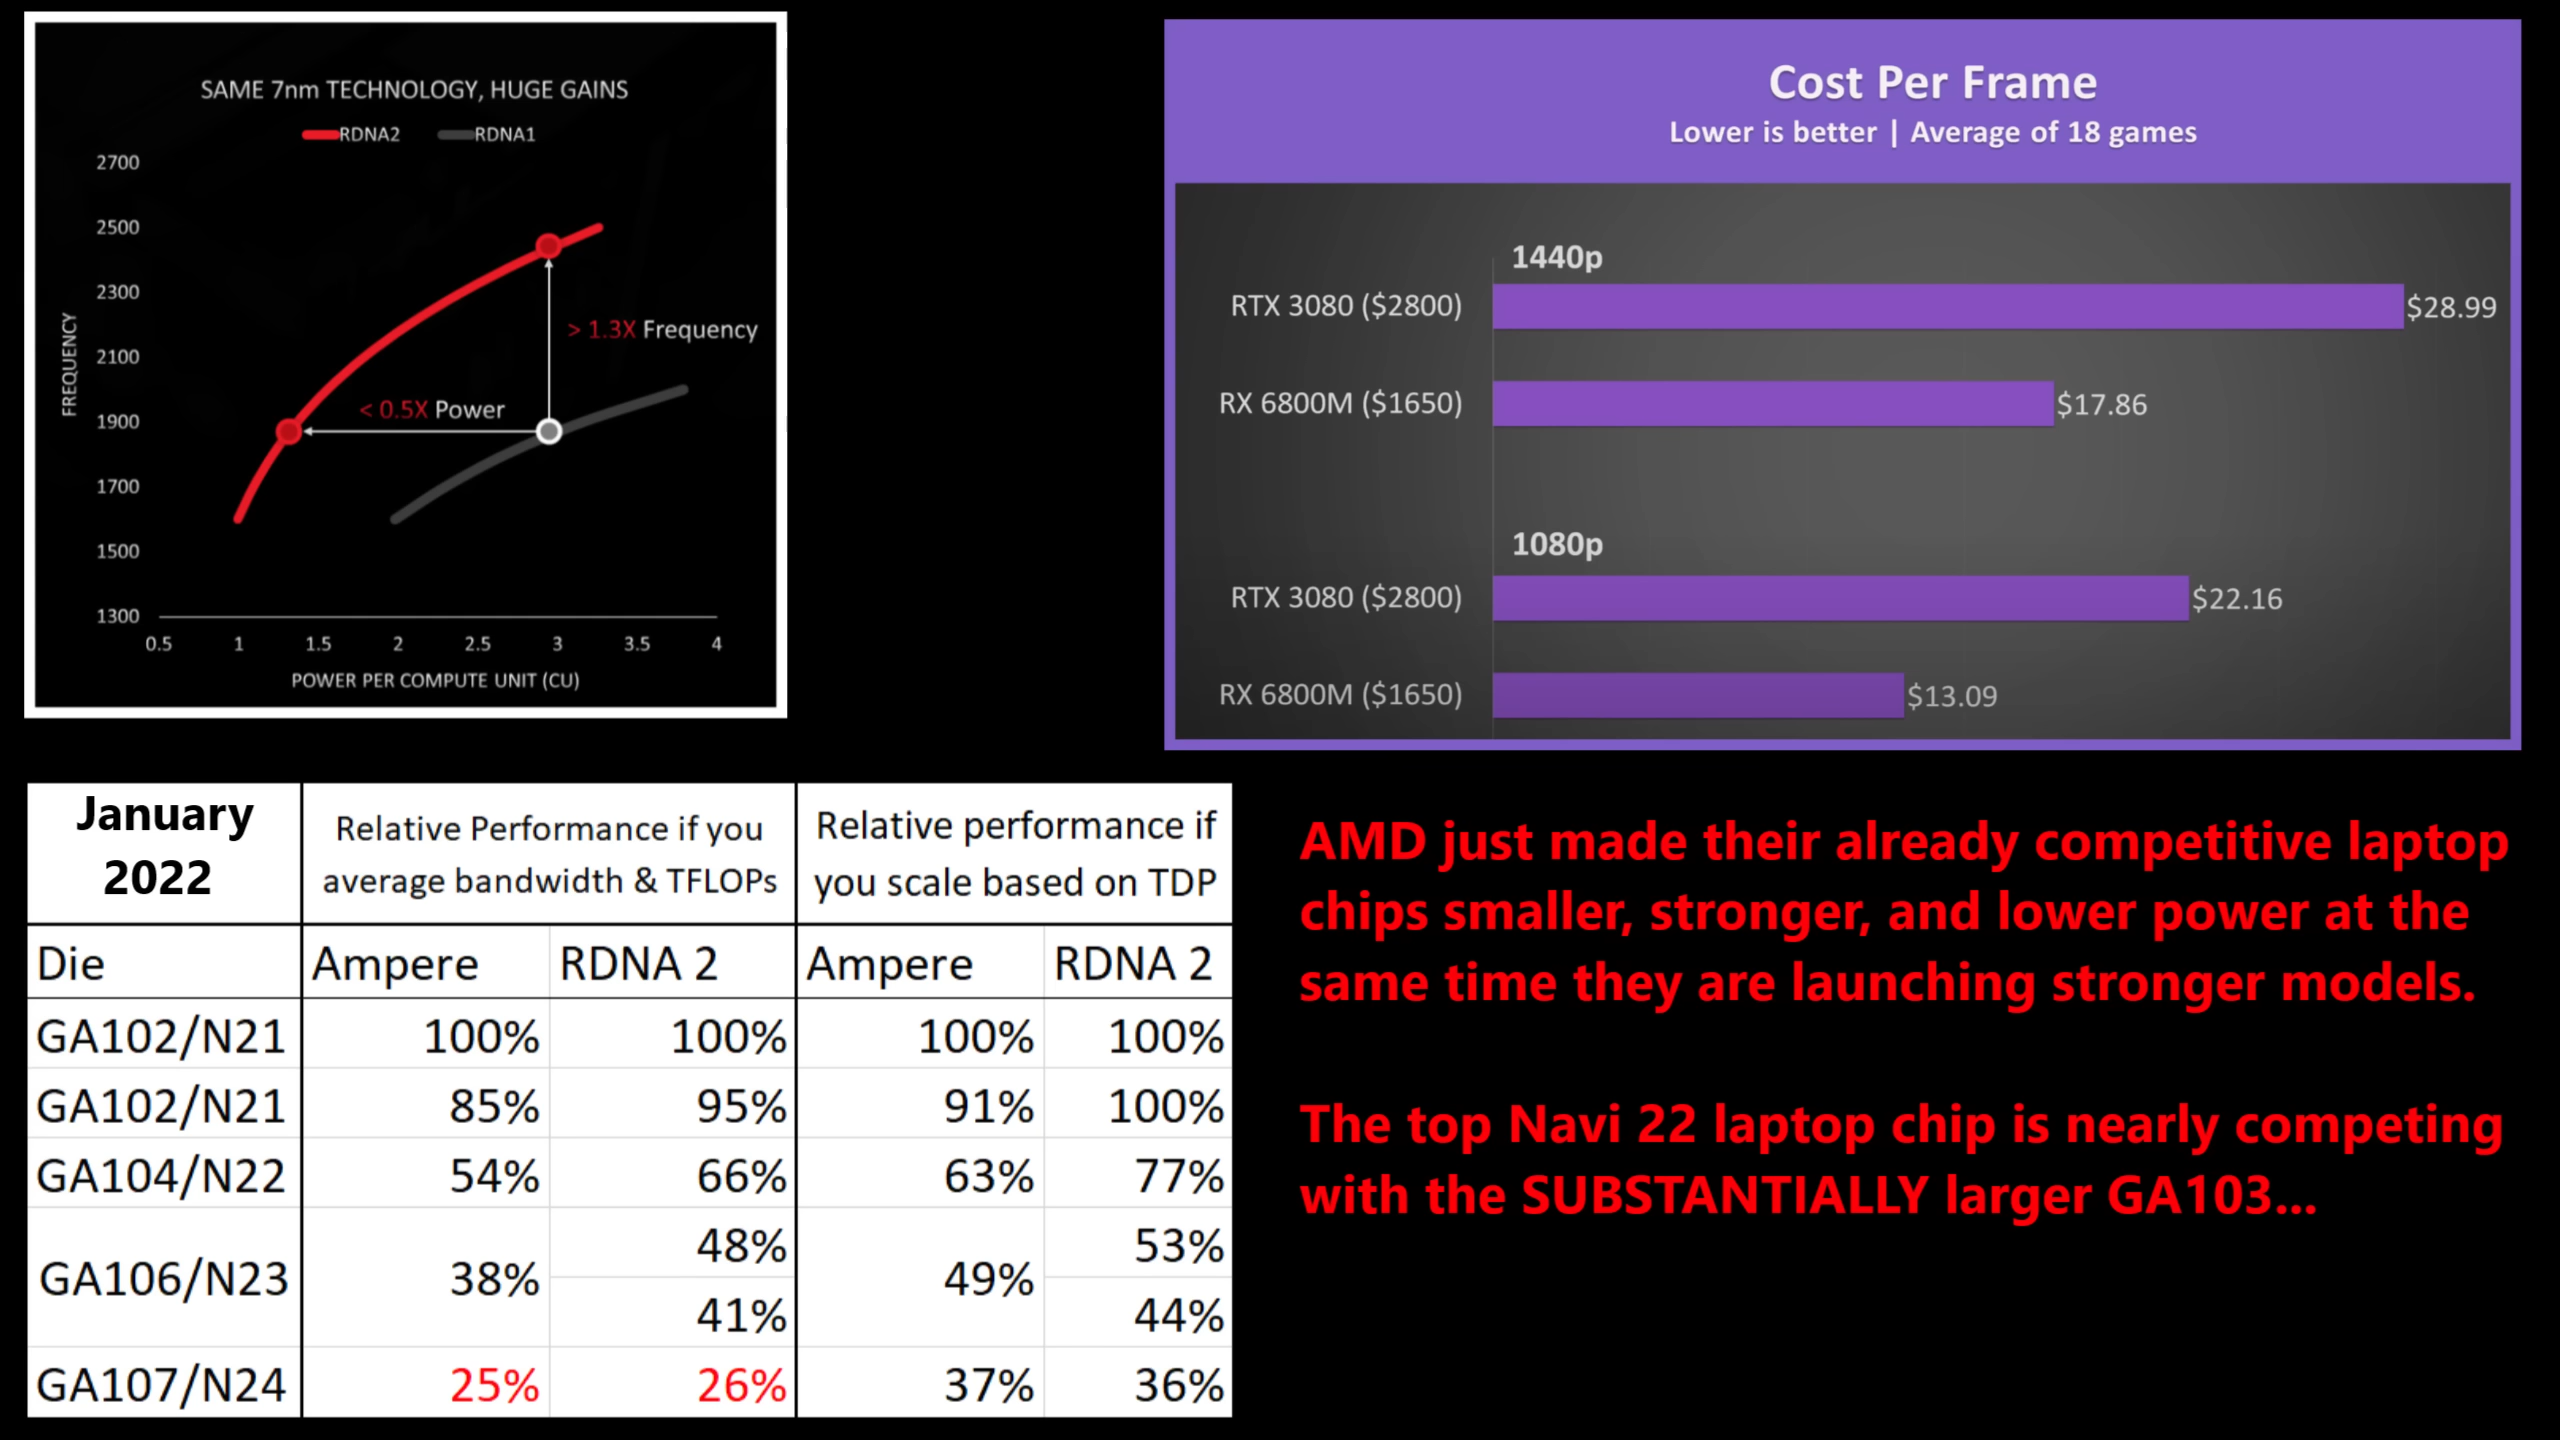 SAME 7nm TECHNOLOGY, HUGE GAINS
RDNA2 RDNA1
2700
2500
2300
2100
1900
1700
1500
1300
FREQUENCY
> 1.3X Frequency
< 0.5X Power
0.5 1 1.5 2 2.5 3 3.5 4
POWER PER COMPUTE UNIT (CU)
Cost Per Frame
Lower is better | Average of 18 games
1440p
RTX 3080 ($2800) $28.99
RX 6800M ($1650) $17.86
1080p
RTX 3080 ($2800) $22.16
RX 6800M ($1650) $13.09
January
2022
Relative Performance if you
average bandwidth & TFLOPs
Relative performance if
you scale based on TDP
Die Ampere RDNA 2 Ampere RDNA 2
GA102/N21 100% 100% 100% 100%
GA102/N21 85% 95% 91% 100%
GA104/N22 54% 66% 63% 77%
GA106/N23 38% 48% 49% 53%
41% 44%
GA107/N24 25% 26% 37% 36%
AMD just made their already competitive laptop
chips smaller, stronger, and lower power at the
same time they are launching stronger models.
The top Navi 22 laptop chip is nearly competing
with the SUBSTANTIALLY larger GA103...